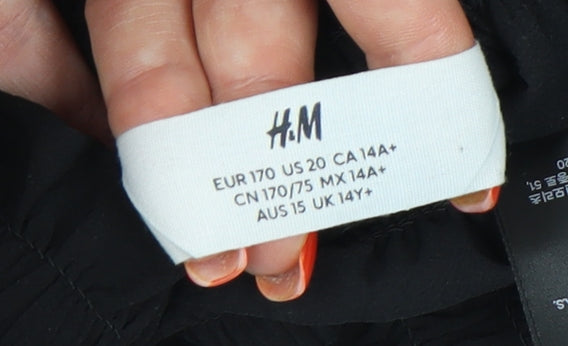 H&M
EUR 170 US 20 CA 14A+
CN 170/75 MX 14A+
AUS 15 UK 14Y+